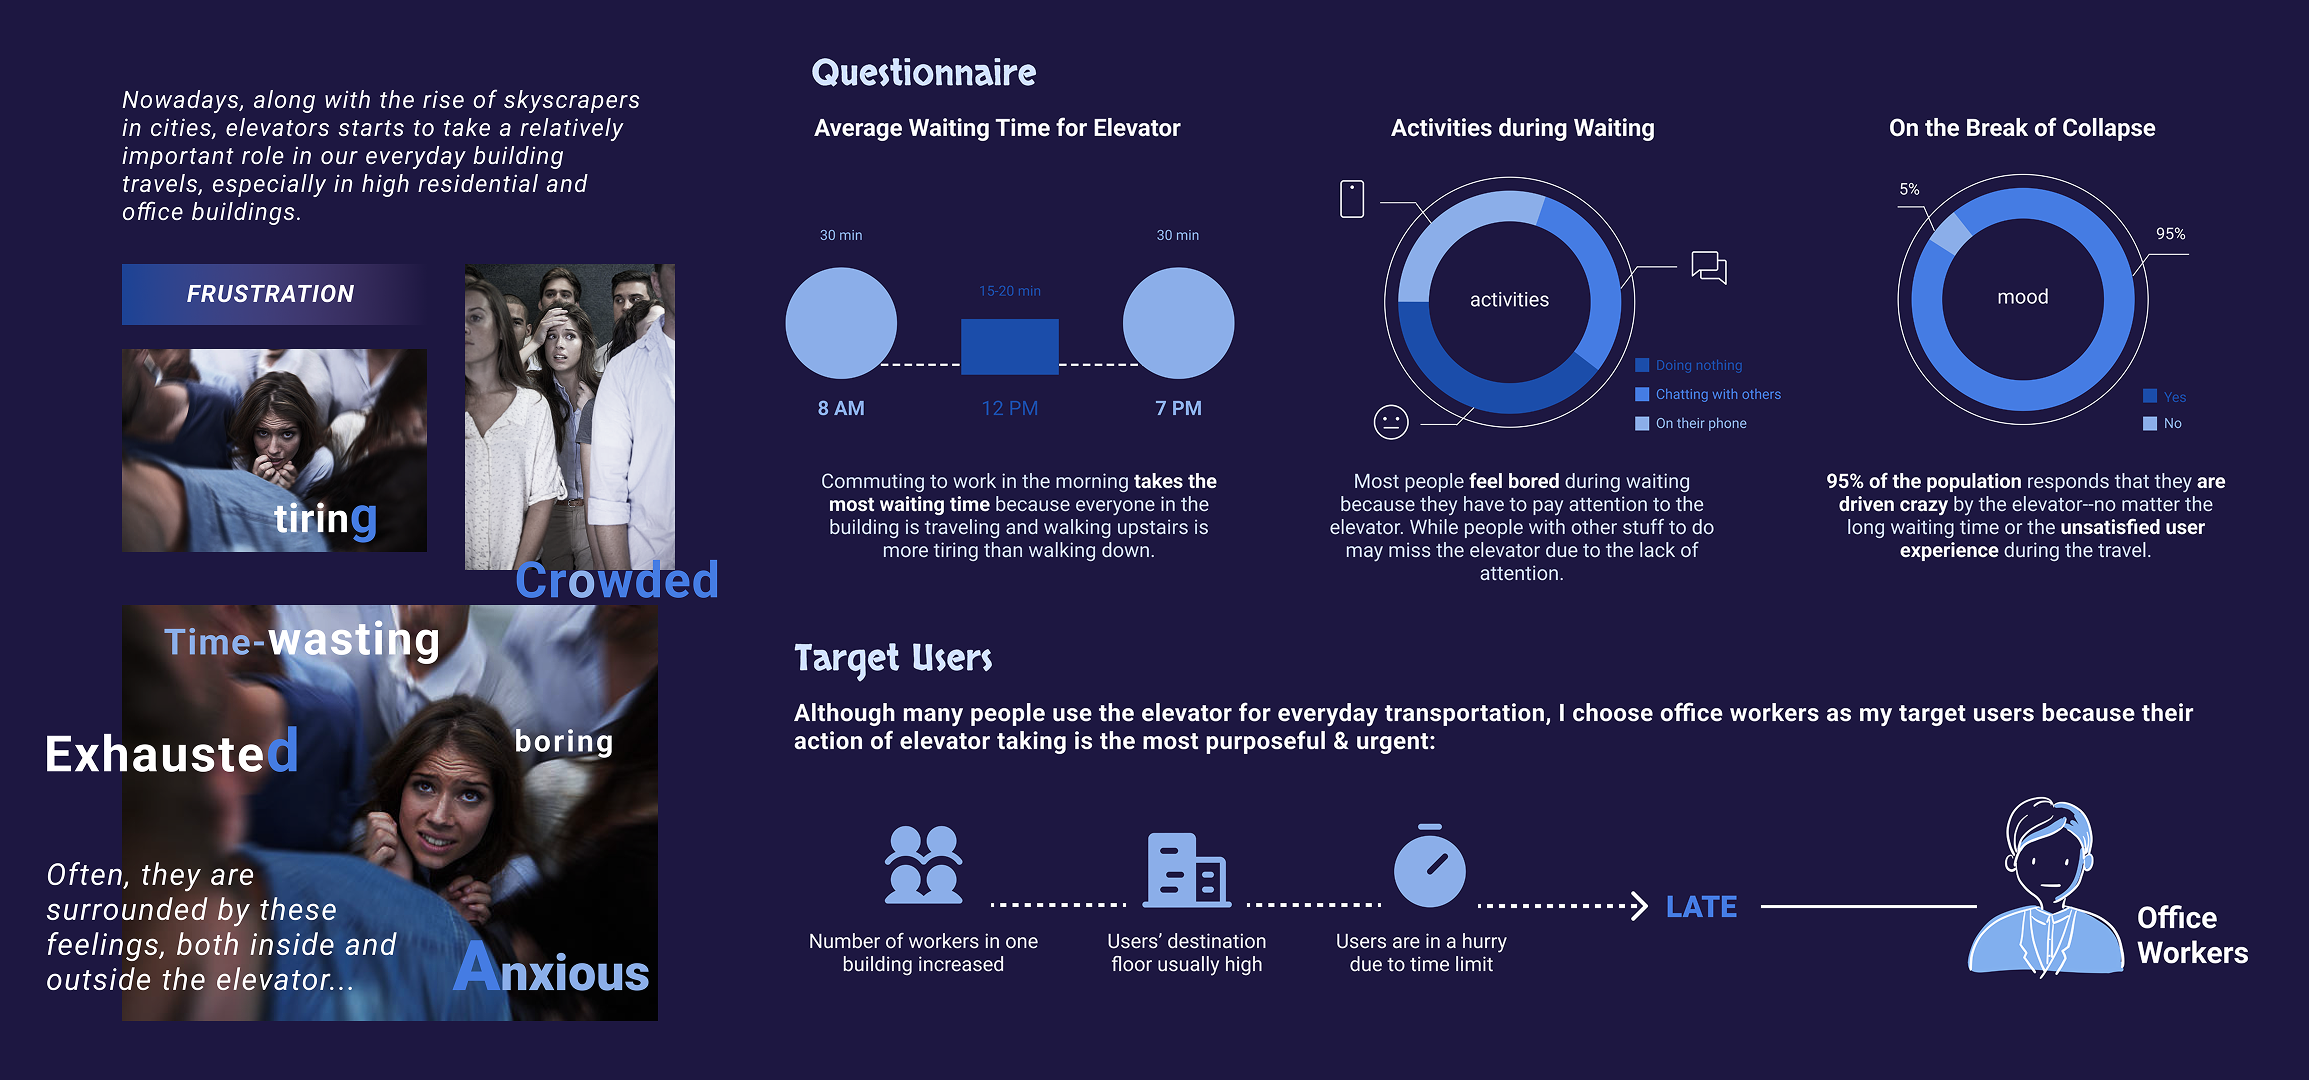 Nowadays, along with the rise of skyscrapers
in cities, elevators starts to take a relatively
important role in our everyday building
travels, especially in high residential and
office buildings.
FRUSTRATION
tiring
Crowded
Time-wasting
Exhausted
boring
Often, they are
surrounded by these
feelings, both inside and
outside the elevator...
Anxious
Questionnaire
Average Waiting Time for Elevator
30 min
15-20 min
30 min
8 AM
12 PM
7 PM
Commuting to work in the morning takes the
most waiting time because everyone in the
building is traveling and walking upstairs is
more tiring than walking down.
Activities during Waiting
activities
Doing nothing
Chatting with others
On their phone
Most people feel bored during waiting
because they have to pay attention to the
elevator. While people with other stuff to do
may miss the elevator due to the lack of
attention.
On the Break of Collapse
5%
95%
mood
Yes
No
95% of the population responds that they are
driven crazy by the elevator--no matter the
long waiting time or the unsatisfied user
experience during the travel.
Target Users
Although many people use the elevator for everyday transportation, I choose office workers as my target users because their
action of elevator taking is the most purposeful & urgent:
Number of workers in one
building increased
Users' destination
floor usually high
Users are in a hurry
due to time limit
LATE
Office
Workers